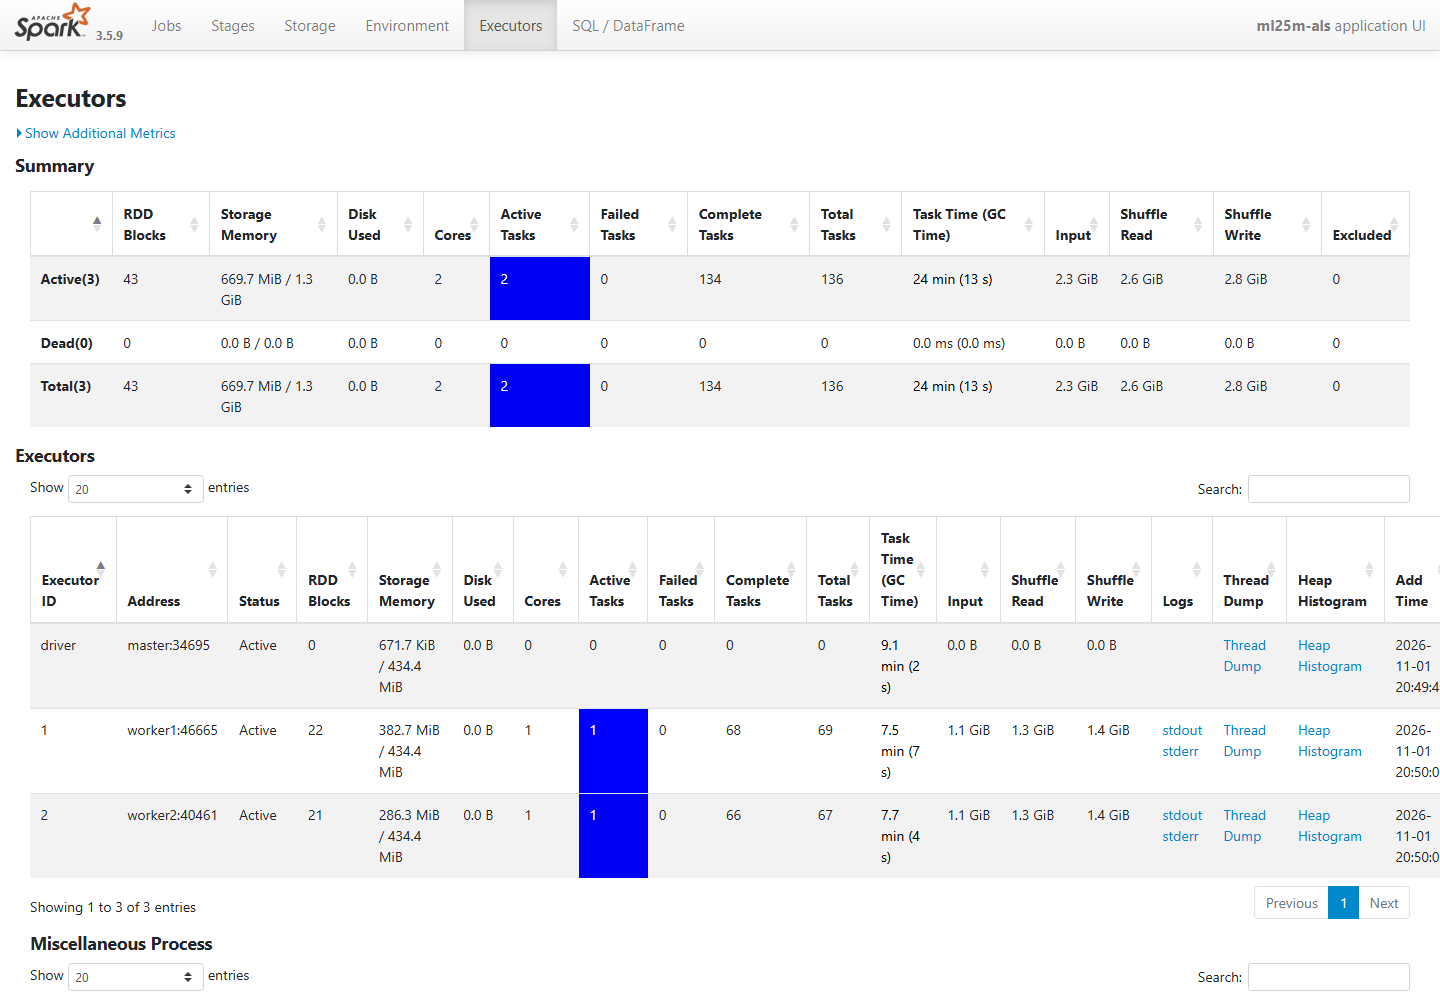 APACHE
Spark 3.5.9 Jobs Stages Storage Environment Executors SQL / DataFrame ml25m-als application UI
Executors
Show Additional Metrics
Summary
RDD Blocks Storage Memory Disk Used Cores Active Tasks Failed Tasks Complete Tasks Total Tasks Task Time (GC Time) Input Shuffle Read Shuffle Write Excluded
Active(3) 43 669.7 MiB / 1.3 GiB 0.0 B 2 2 0 134 136 24 min (13 s) 2.3 GiB 2.6 GiB 2.8 GiB 0
Dead(0) 0 0.0 B / 0.0 B 0.0 B 0 0 0 0 0 0.0 ms (0.0 ms) 0.0 B 0.0 B 0.0 B 0
Total(3) 43 669.7 MiB / 1.3 GiB 0.0 B 2 2 0 134 136 24 min (13 s) 2.3 GiB 2.6 GiB 2.8 GiB 0
Executors
Show 20 entries Search:
Executor ID Address Status RDD Blocks Storage Memory Disk Used Cores Active Tasks Failed Tasks Complete Tasks Total Tasks Task Time (GC Time) Input Shuffle Read Shuffle Write Logs Thread Dump Heap Histogram Add Time
driver master:34695 Active 0 671.7 KiB / 434.4 MiB 0.0 B 0 0 0 0 0 9.1 min (2 s) 0.0 B 0.0 B 0.0 B Thread Dump Heap Histogram 2026-11-01 20:49:4
1 worker1:46665 Active 22 382.7 MiB / 434.4 MiB 0.0 B 1 1 0 68 69 7.5 min (7 s) 1.1 GiB 1.3 GiB 1.4 GiB stdout stderr Thread Dump Heap Histogram 2026-11-01 20:50:0
2 worker2:40461 Active 21 286.3 MiB / 434.4 MiB 0.0 B 1 1 0 66 67 7.7 min (4 s) 1.1 GiB 1.3 GiB 1.4 GiB stdout stderr Thread Dump Heap Histogram 2026-11-01 20:50:0
Showing 1 to 3 of 3 entries Previous 1 Next
Miscellaneous Process
Show 20 entries Search: